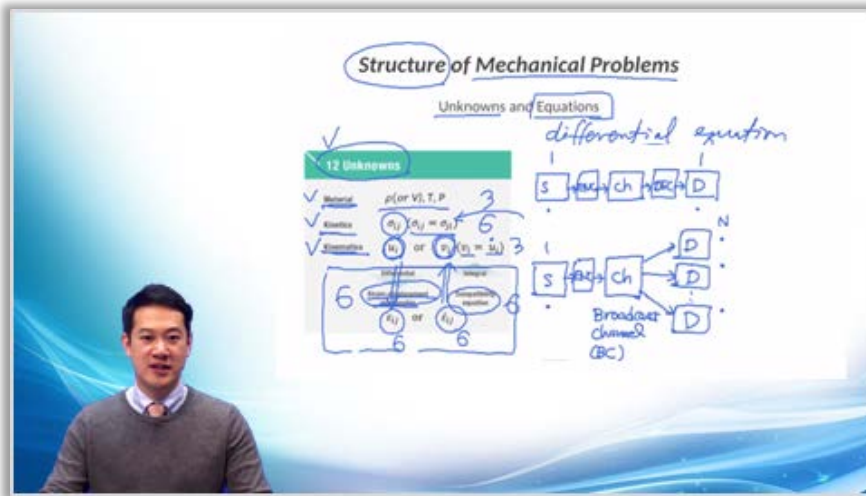 Structure of Mechanical Problems
Unknowns and Equations
differential equation
12 Unknowns
Material ρ(or V), T, P 3
Kinetics σij (σij = σji) 6
Kinematics ui or vi (vi = u̇i) 3
Differential Integral
6 equation 6
εij or ε̇ij
6 6
1 1
S Ch D
N
1
S Ch D
D
⋮
D
Broadcast
Channel
(BC)